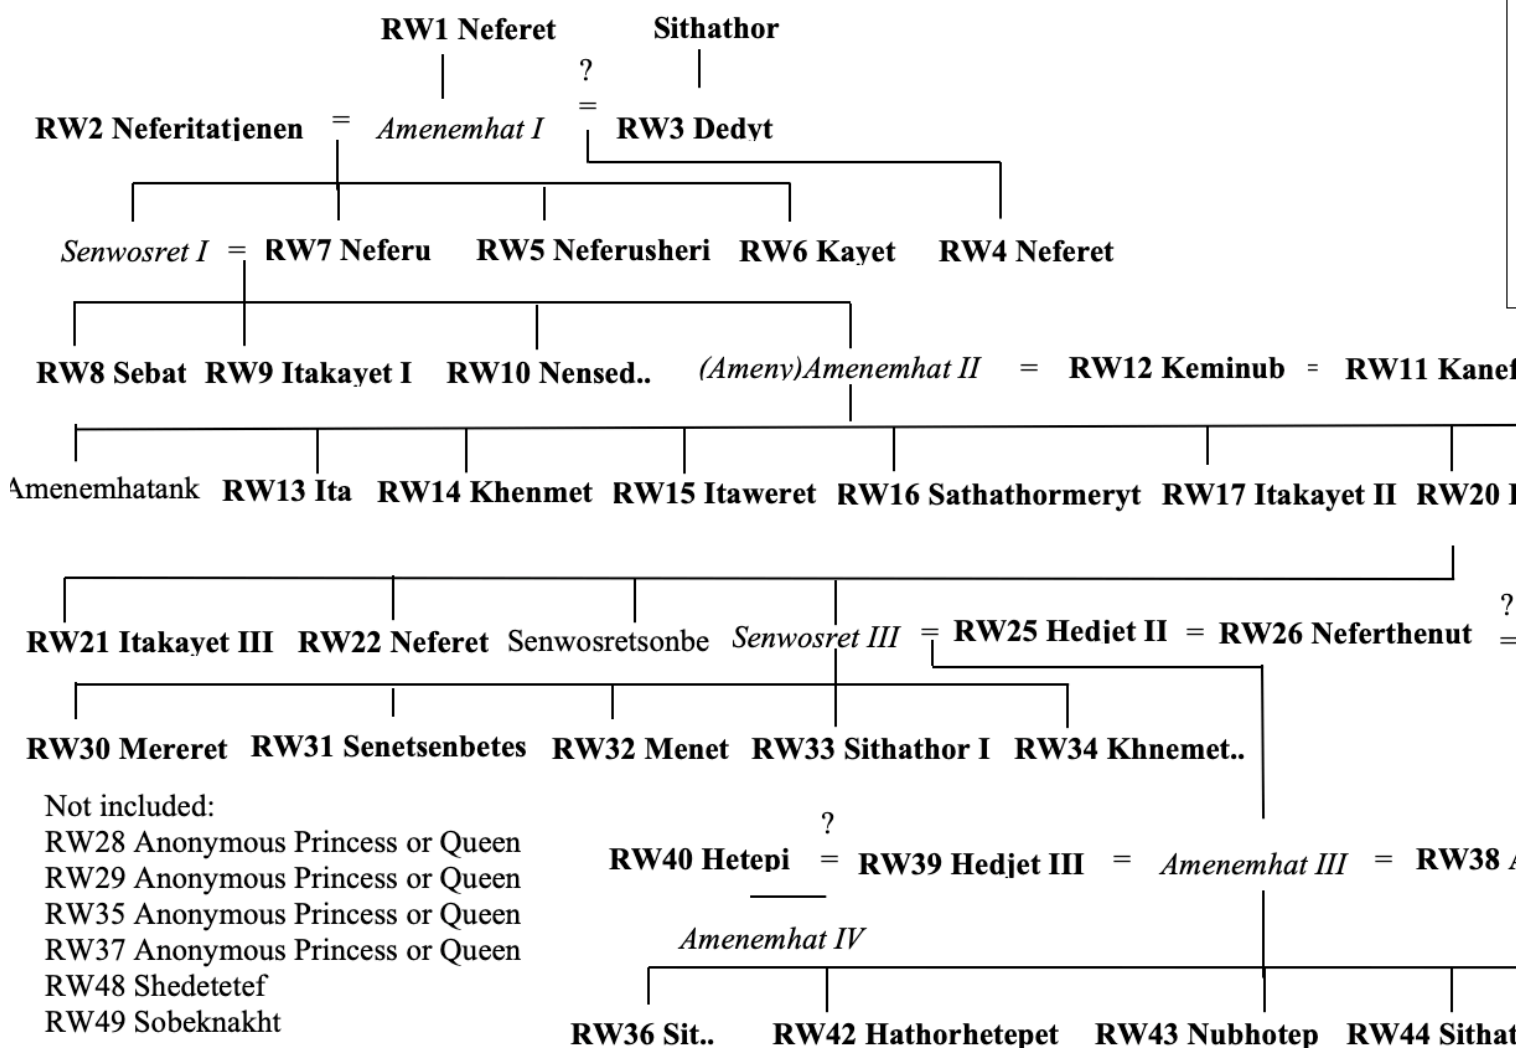 RW1 Neferet Sithathor
?
=
RW2 Neferitatjenen = Amenemhat I RW3 Dedyt
Senwosret I = RW7 Neferu RW5 Neferusheri RW6 Kayet RW4 Neferet
RW8 Sebat RW9 Itakayet I RW10 Nensed.. (Ameny)Amenemhat II = RW12 Keminub = RW11 Kanef
Amenemhatank RW13 Ita RW14 Khenmet RW15 Itaweret RW16 Sathathormeryt RW17 Itakayet II RW20
?
RW21 Itakayet III RW22 Neferet Senwosretsonbe Senwosret III = RW25 Hedjet II = RW26 Neferthenut =
RW30 Mereret RW31 Senetsenbetes RW32 Menet RW33 Sithathor I RW34 Khnemet..
Not included:
RW28 Anonymous Princess or Queen
RW29 Anonymous Princess or Queen
RW35 Anonymous Princess or Queen
RW37 Anonymous Princess or Queen
RW48 Shedetetef
RW49 Sobeknakht
?
RW40 Hetepi = RW39 Hedjet III = Amenemhat III = RW38
Amenemhat IV
RW36 Sit.. RW42 Hathorhetepet RW43 Nubhotep RW44 Sithat